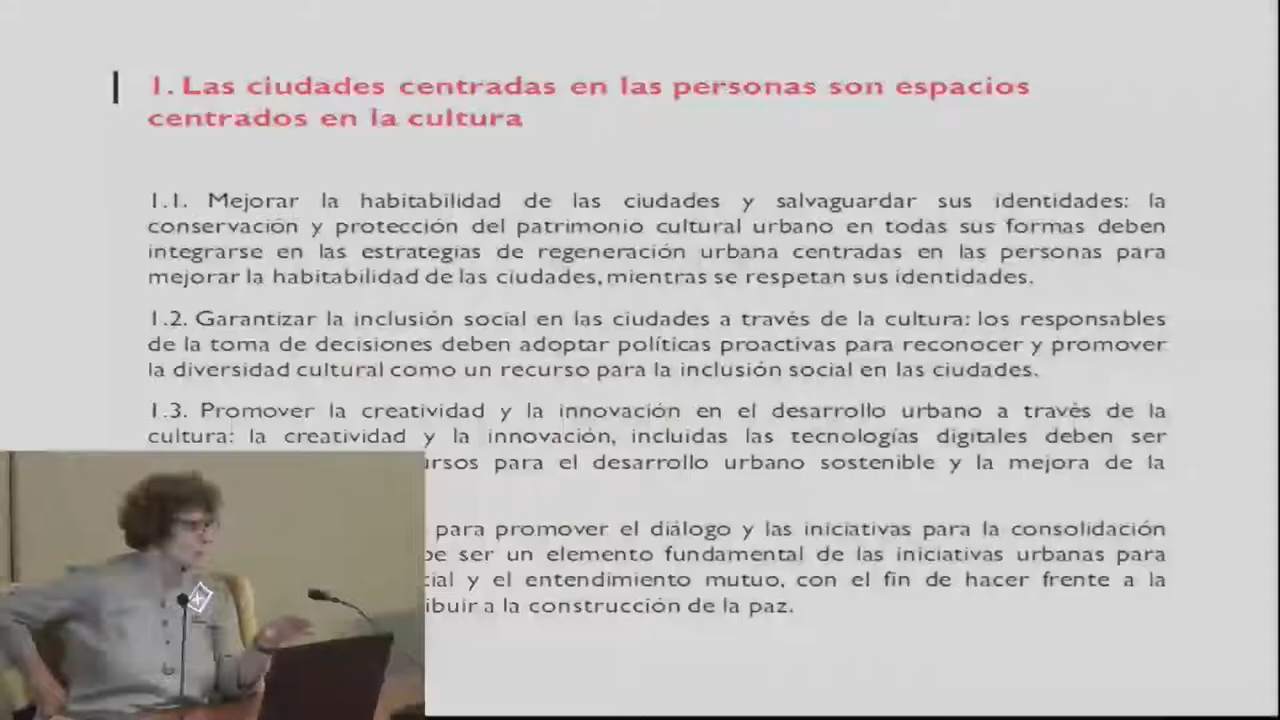 1. Las ciudades centradas en las personas son espacios
centrados en la cultura
1.1. Mejorar la habitabilidad de las ciudades y salvaguardar sus identidades: la
conservación y protección del patrimonio cultural urbano en todas sus formas deben
integrarse en las estrategias de regeneración urbana centradas en las personas para
mejorar la habitabilidad de las ciudades, mientras se respetan sus identidades.
1.2. Garantizar la inclusión social en las ciudades a través de la cultura: los responsables
de la toma de decisiones deben adoptar políticas proactivas para reconocer y promover
la diversidad cultural como un recurso para la inclusión social en las ciudades.
1.3. Promover la creatividad y la innovación en el desarrollo urbano a través de la
cultura: la creatividad y la innovación, incluidas las tecnologías digitales deben ser
para el desarrollo urbano sostenible y la mejora de la
para promover el diálogo y las iniciativas para la consolidación
ser un elemento fundamental de las iniciativas urbanas para
y el entendimiento mutuo, con el fin de hacer frente a la
a la construcción de la paz.